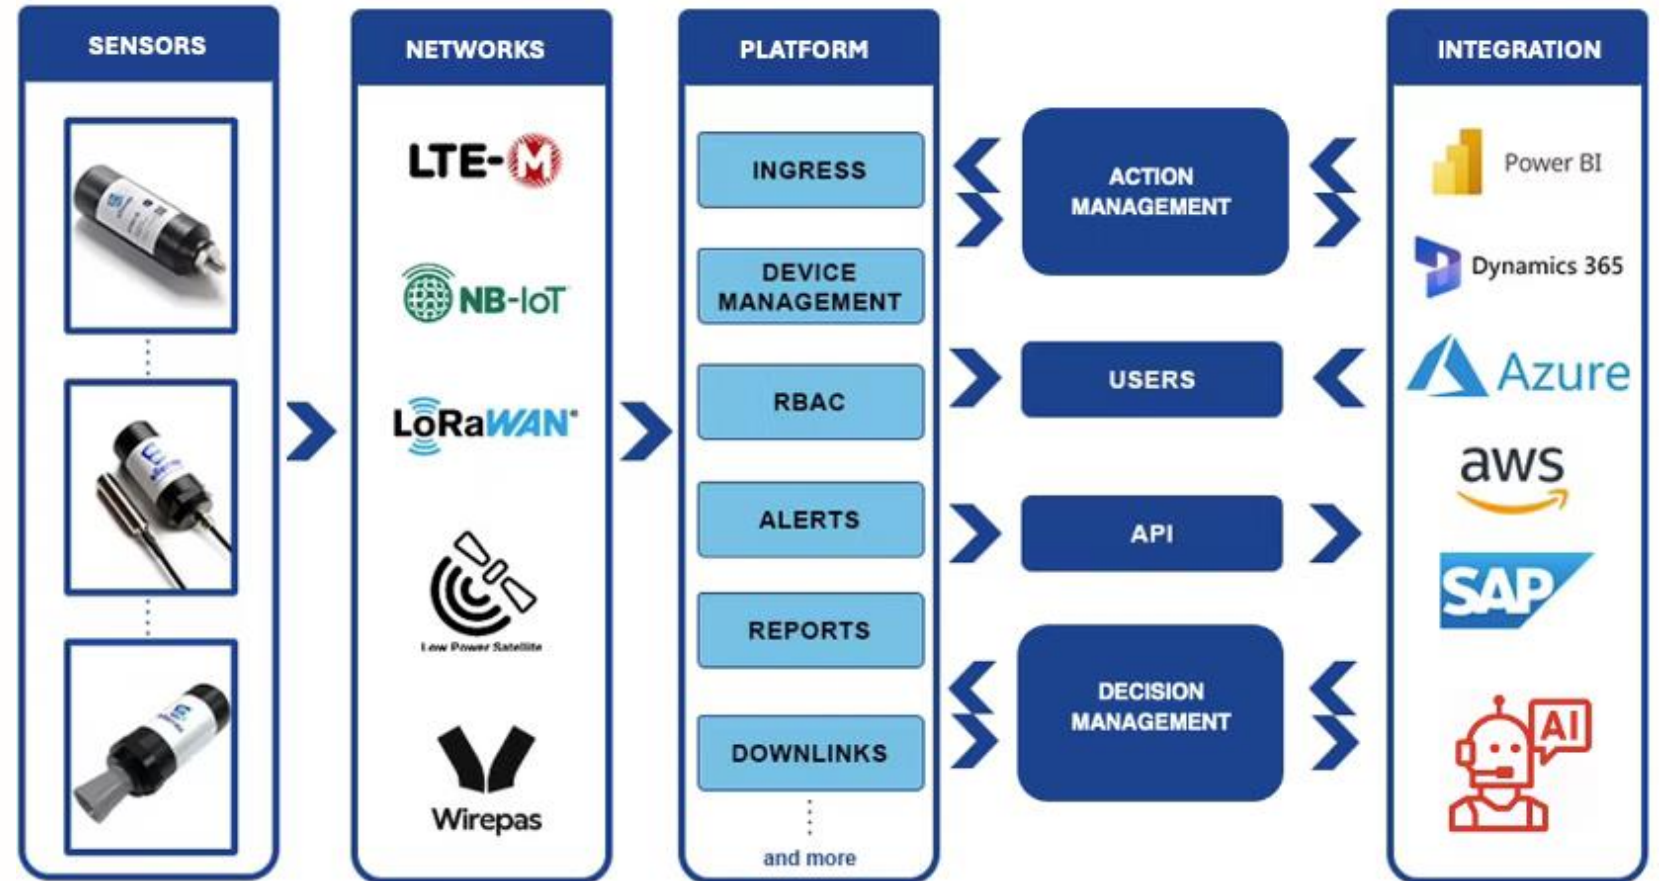 SENSORS
NETWORKS
PLATFORM
INTEGRATION
LTE-M
NB-IoT
LoRaWAN®
Low Power Satellite
Wirepas
INGRESS
DEVICE
MANAGEMENT
RBAC
ALERTS
REPORTS
DOWNLINKS
and more
ACTION
MANAGEMENT
USERS
API
DECISION
MANAGEMENT
Power BI
Dynamics 365
Azure
aws
SAP
AI